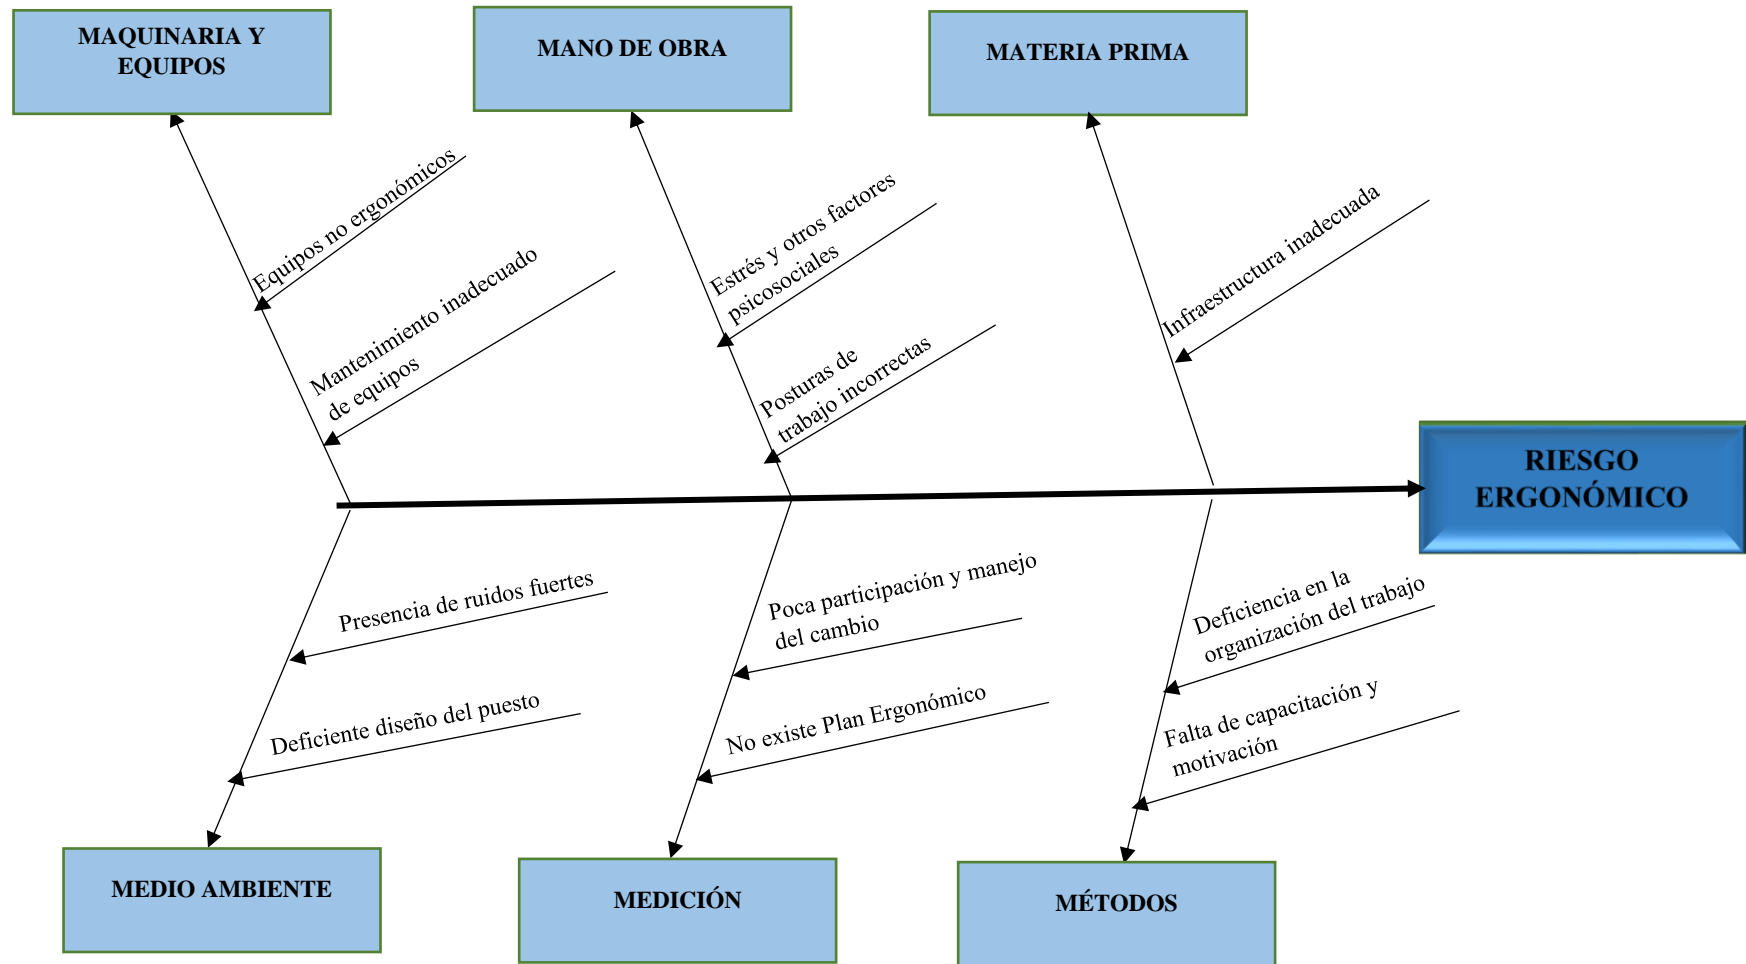 MAQUINARIA Y
EQUIPOS
MANO DE OBRA
MATERIA PRIMA
Equipos no ergonómicos
Mantenimiento inadecuado
de equipos
Estrés y otros factores
psicosociales
Posturas de
trabajo incorrectas
Infraestructura inadecuada
RIESGO
ERGONÓMICO
Presencia de ruidos fuertes
Deficiente diseño del puesto
Poca participación y manejo
del cambio
No existe Plan Ergonómico
Deficiencia en la
organización del trabajo
Falta de capacitación y
motivación
MEDIO AMBIENTE
MEDICIÓN
MÉTODOS